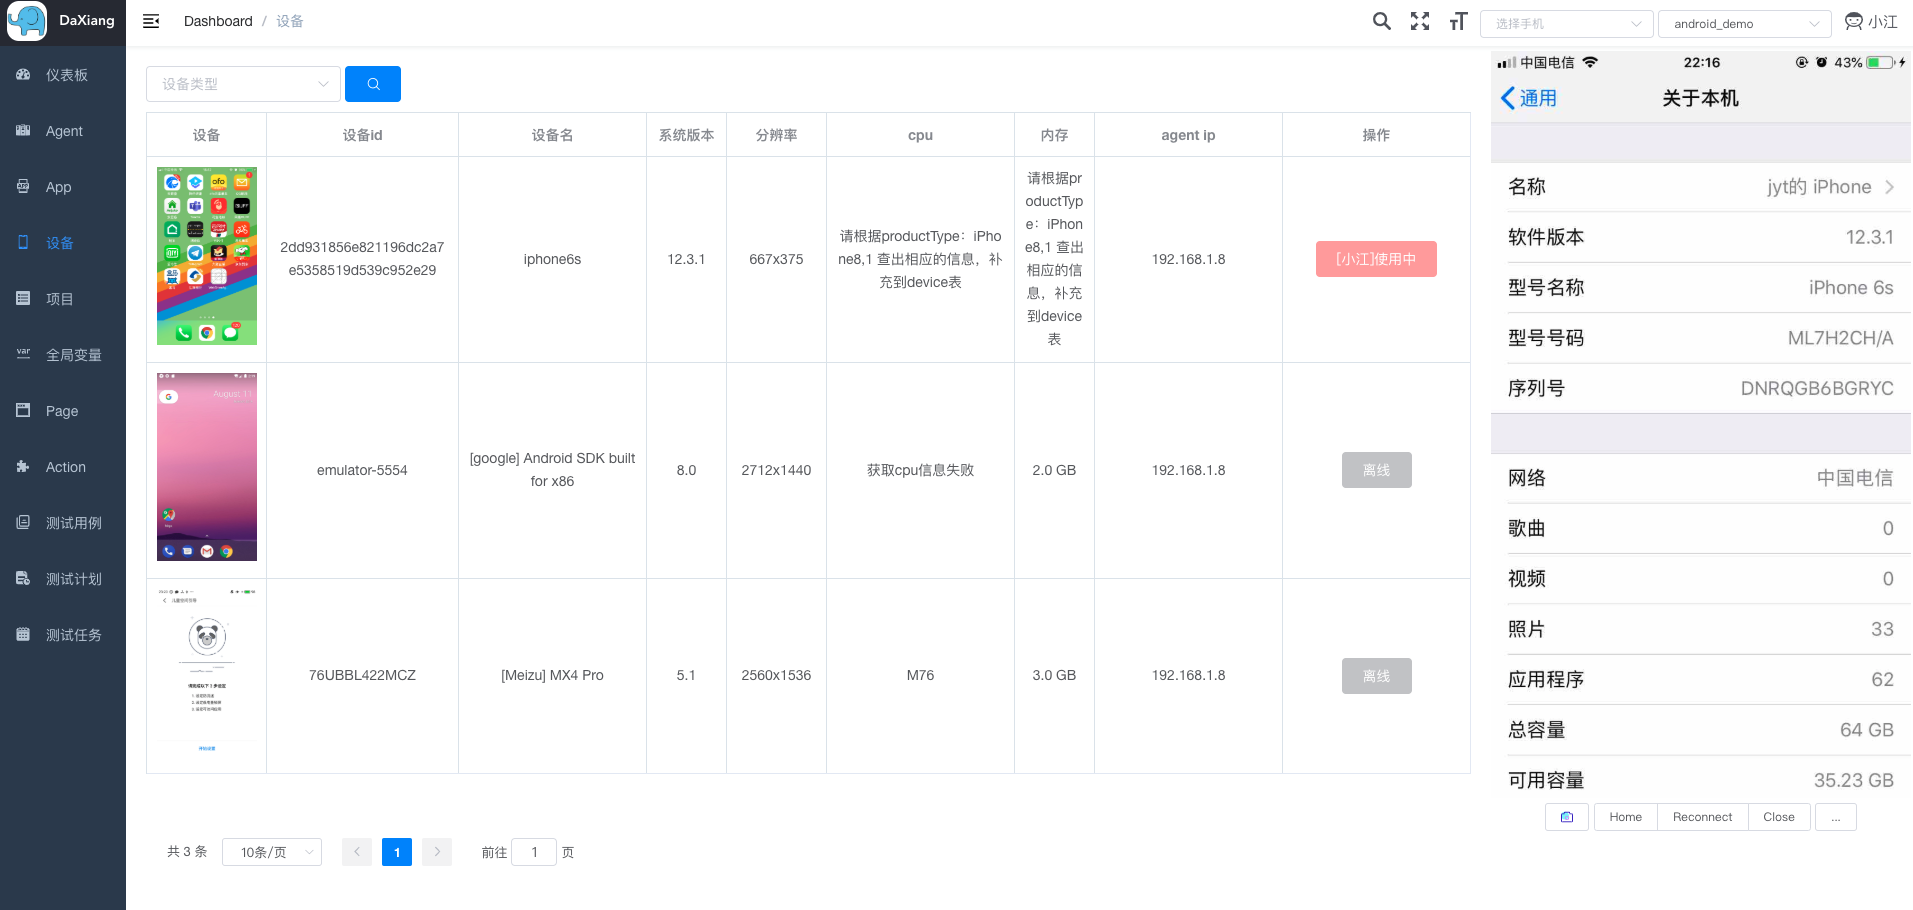 DaXiang
Dashboard / 设备
选择手机
android_demo
小江
仪表板
Agent
App
设备
项目
全局变量
Page
Action
测试用例
测试计划
测试任务
设备类型
设备 设备id 设备名 系统版本 分辨率 cpu 内存 agent ip 操作
2dd931856e821196dc2a7
e5358519d539c952e29
iphone6s
12.3.1
667x375
请根据productType：iPho
ne8,1 查出相应的信息，补
充到device表
请根据pr
oductTyp
e：iPhon
e8,1 查出
相应的信
息，补充
到device
表
192.168.1.8
[小江]使用中
August 11
emulator-5554
[google] Android SDK built
for x86
8.0
2712x1440
获取cpu信息失败
2.0 GB
192.168.1.8
离线
76UBBL422MCZ
[Meizu] MX4 Pro
5.1
2560x1536
M76
3.0 GB
192.168.1.8
离线
共 3 条
10条/页
1
前往 1 页
中国电信 22:16 43%
通用 关于本机
名称 jyt的 iPhone
软件版本 12.3.1
型号名称 iPhone 6s
型号号码 ML7H2CH/A
序列号 DNRQGB6BGRYC
网络 中国电信
歌曲 0
视频 0
照片 33
应用程序 62
总容量 64 GB
可用容量 35.23 GB
Home Reconnect Close ...